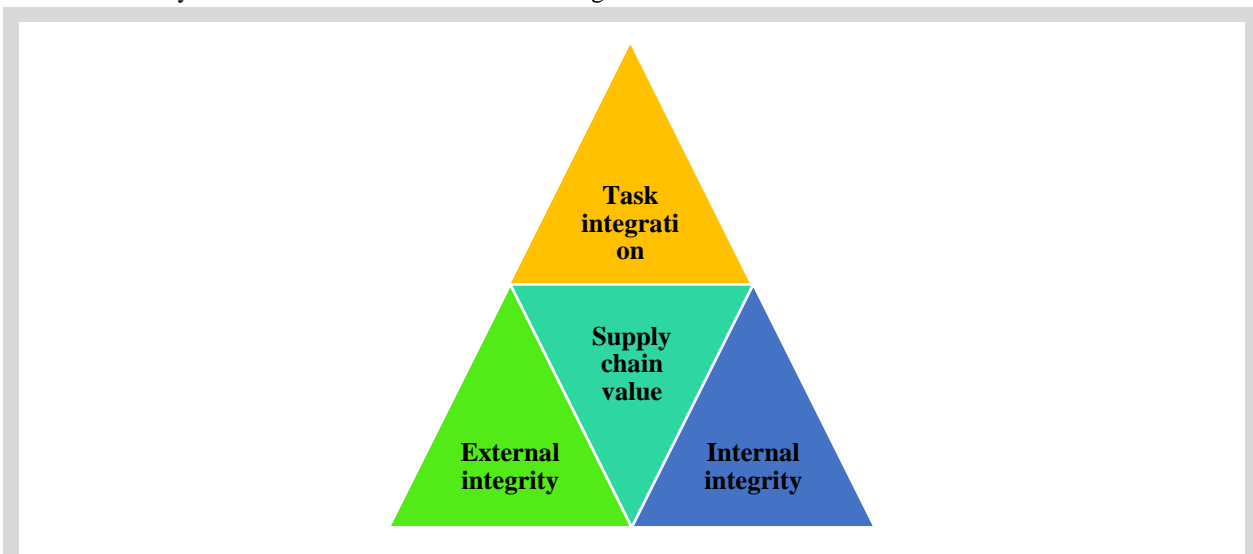 Task
integrati
on
Supply
chain
value
External
integrity
Internal
integrity